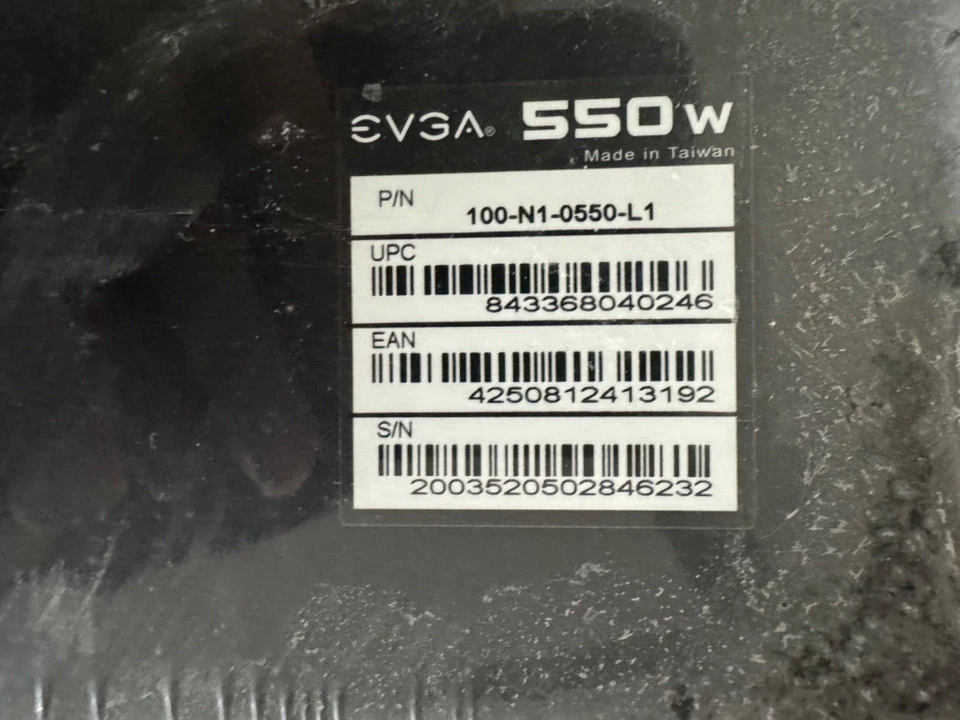 EVGA® 550W
Made in Taiwan
P/N
100-N1-0550-L1
UPC
843368040246
EAN
4250812413192
S/N
2003520502846232